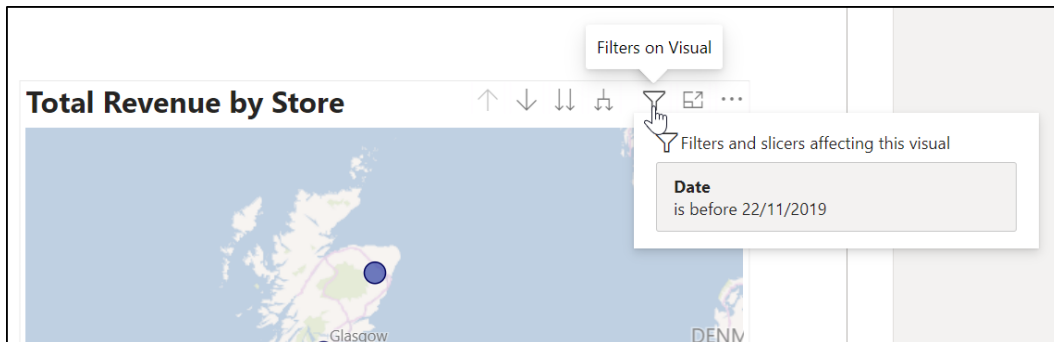 Filters on Visual
Total Revenue by Store
Filters and slicers affecting this visual
Date
is before 22/11/2019
Glasgow
DENM